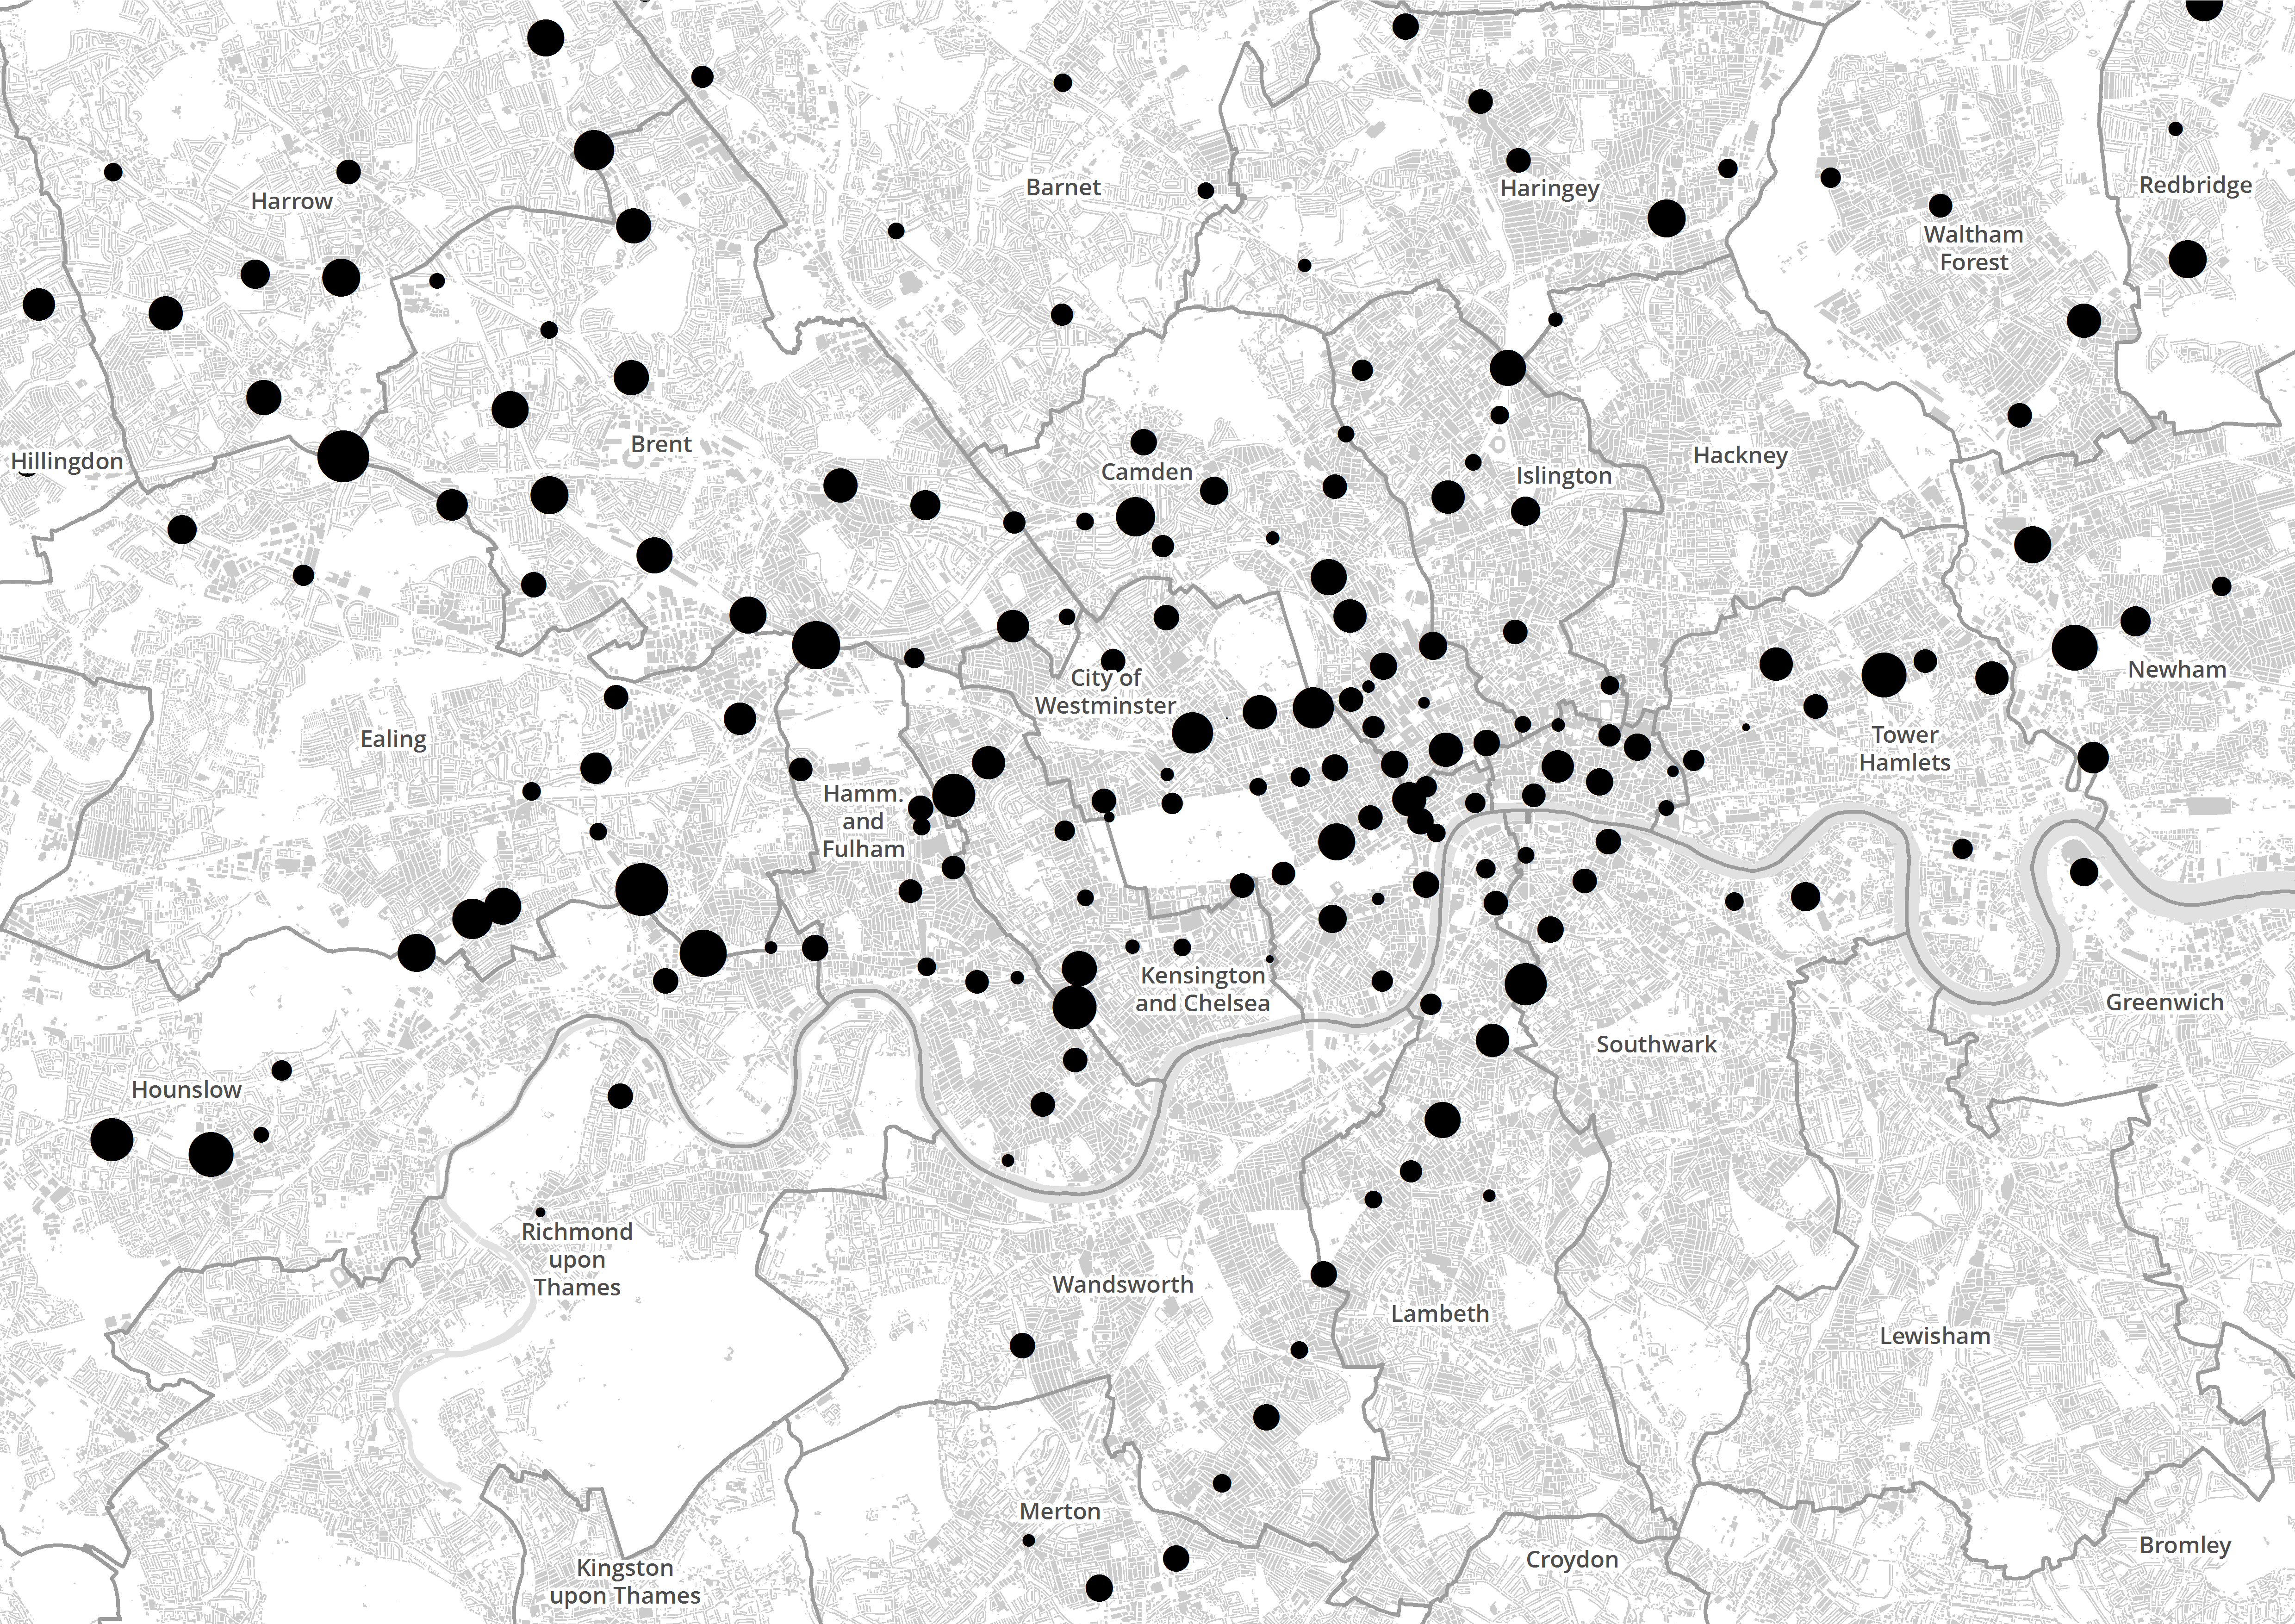 Harrow
Barnet
Haringey
Redbridge
Waltham
Forest
Hillingdon
Brent
Camden
Islington
Hackney
City of
Westminster
Newham
Ealing
Tower
Hamlets
Hamm.
and
Fulham
Kensington
and Chelsea
Greenwich
Southwark
Hounslow
Richmond
upon
Thames
Wandsworth
Lambeth
Lewisham
Merton
Kingston
upon Thames
Croydon
Bromley